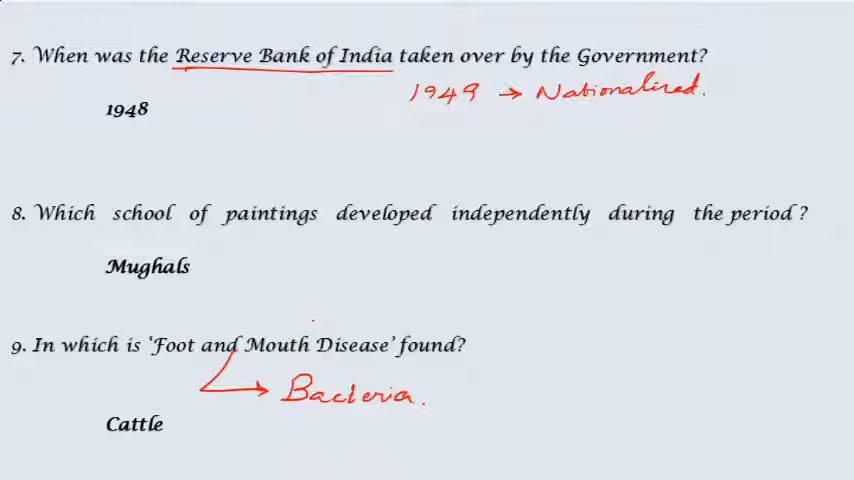 7. When was the Reserve Bank of India taken over by the Government?
1949 → Nationalized.
1948
8. Which school of paintings developed independently during the period?
Mughals
9. In which is 'Foot and Mouth Disease' found?
→ Bacteria.
Cattle